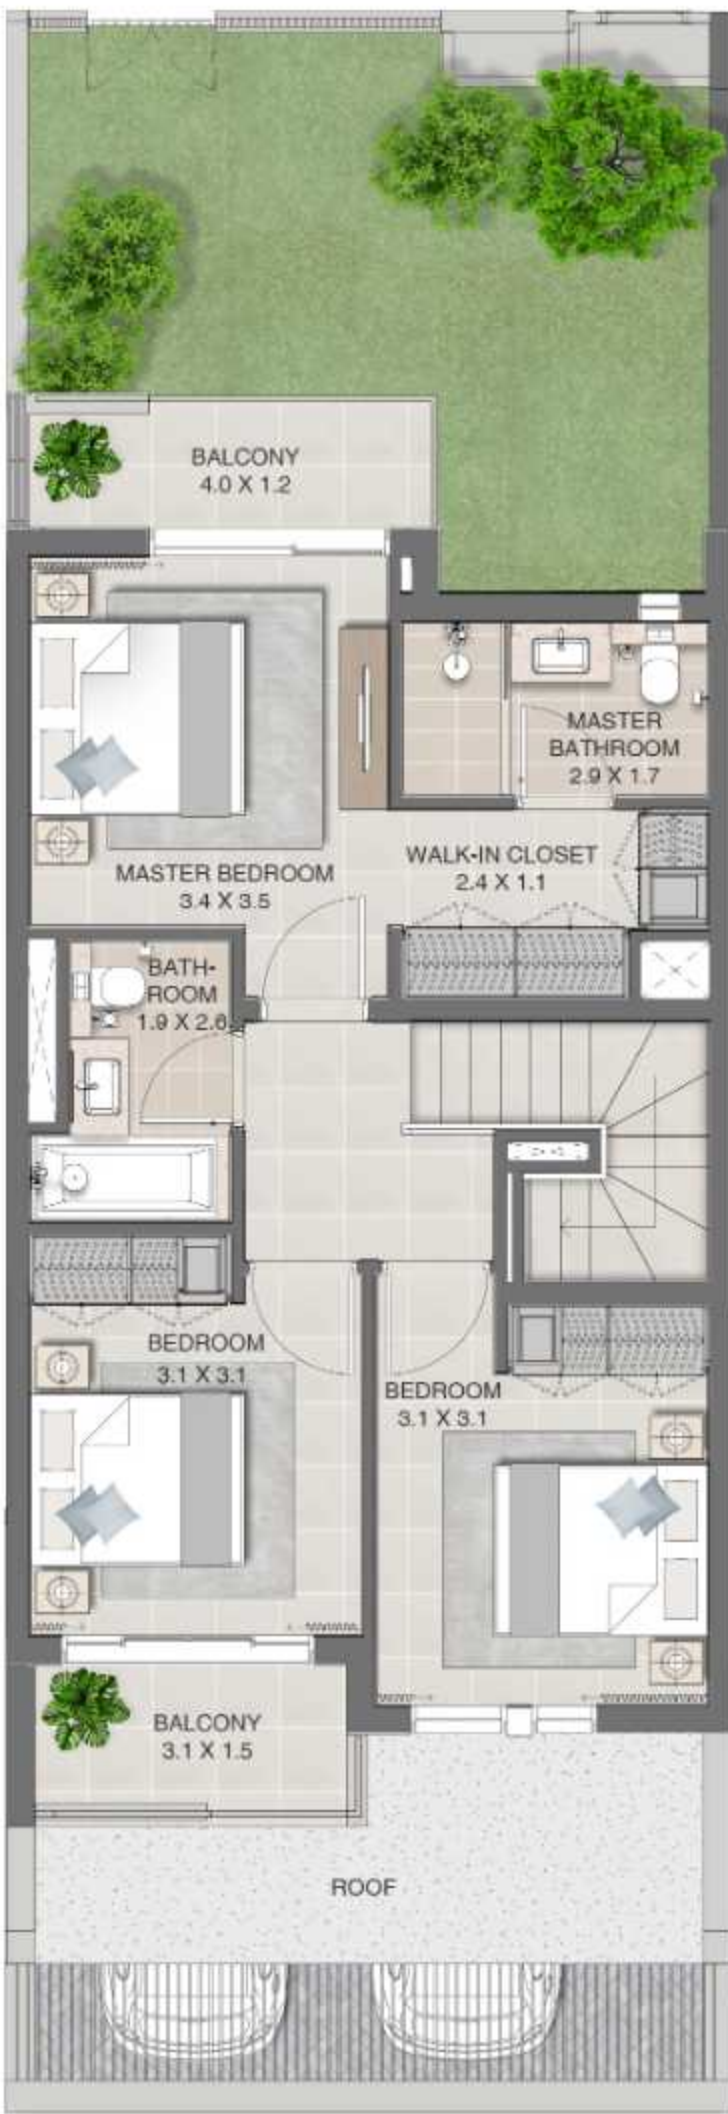 BALCONY
4.0 X 1.2
MASTER
BATHROOM
2.9 X 1.7
MASTER BEDROOM
3.4 X 3.5
WALK-IN CLOSET
2.4 X 1.1
BATH-
ROOM
1.9 X 2.6
BEDROOM
3.1 X 3.1
BEDROOM
3.1 X 3.1
BALCONY
3.1 X 1.5
ROOF